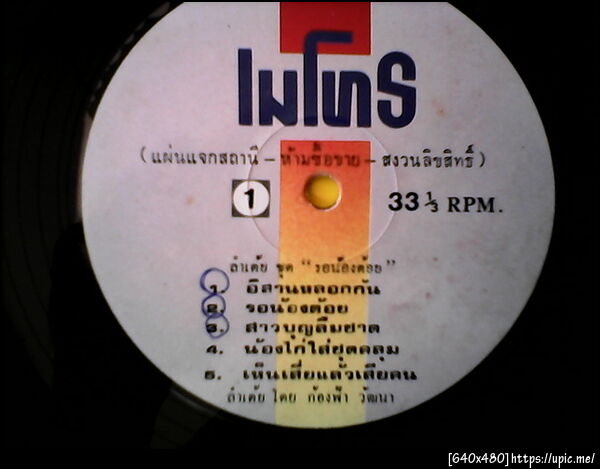 ไมโทร
(แผ่นแจกสถานี - ห้ามซื้อขาย - สงวนลิขสิทธิ์)
1 33 1/3 RPM.
ลำเต้ย ชุด "รอน้องต้อย"
1. อีสานหลอกกัน
2. รอน้องต้อย
3. สาวบุญลืมชาด
4. น้องไก่ใส่ชุดคลุม
5. เห็นเสี่ยแล้วเสียคน
ลำเต้ย โดย ก้องฟ้า วัฒนา
[640x480]https://upic.me/